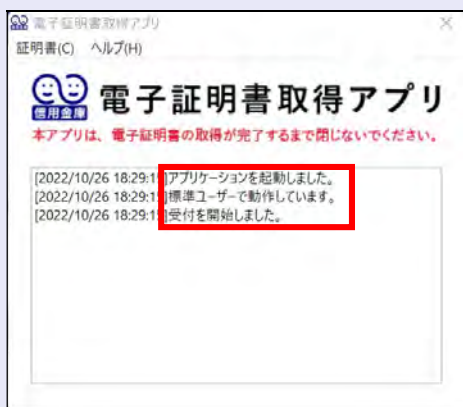 電子証明書取得アプリ
証明書(C) ヘルプ(H)
信用金庫
電子証明書取得アプリ
本アプリは、電子証明書の取得が完了するまで閉じないでください。
[2022/10/26 18:29:15]アプリケーションを起動しました。
[2022/10/26 18:29:15]標準ユーザーで動作しています。
[2022/10/26 18:29:15]受付を開始しました。